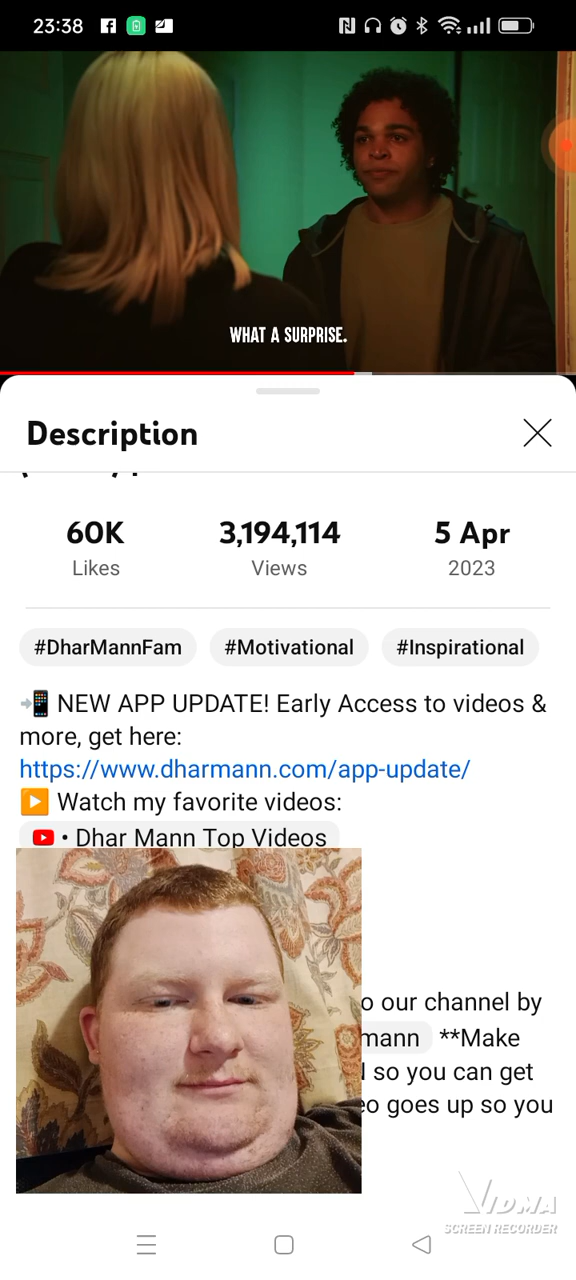 23:38
WHAT A SURPRISE.
Description
60K
Likes
3,194,114
Views
5 Apr
2023
#DharMannFam
#Motivational
#Inspirational
NEW APP UPDATE! Early Access to videos &
more, get here:
https://www.dharmann.com/app-update/
Watch my favorite videos:
• Dhar Mann Top Videos
o our channel by
mann **Make
so you can get
eo goes up so you
VIDMA
SCREEN RECORDER